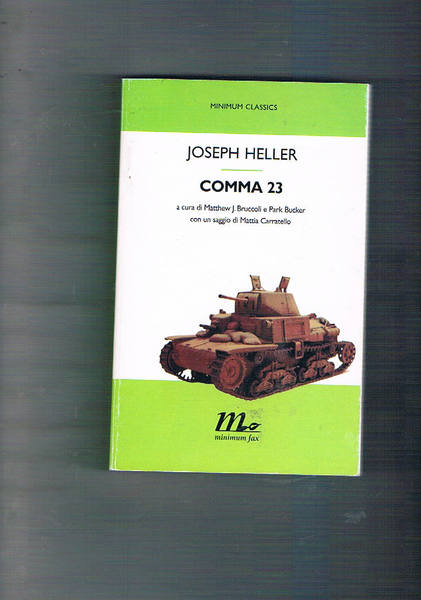 MINIMUM CLASSICS
JOSEPH HELLER
COMMA 23
a cura di Matthew J. Bruccoli e Park Bucker
con un saggio di Mattia Carratello
mo
minimum fax